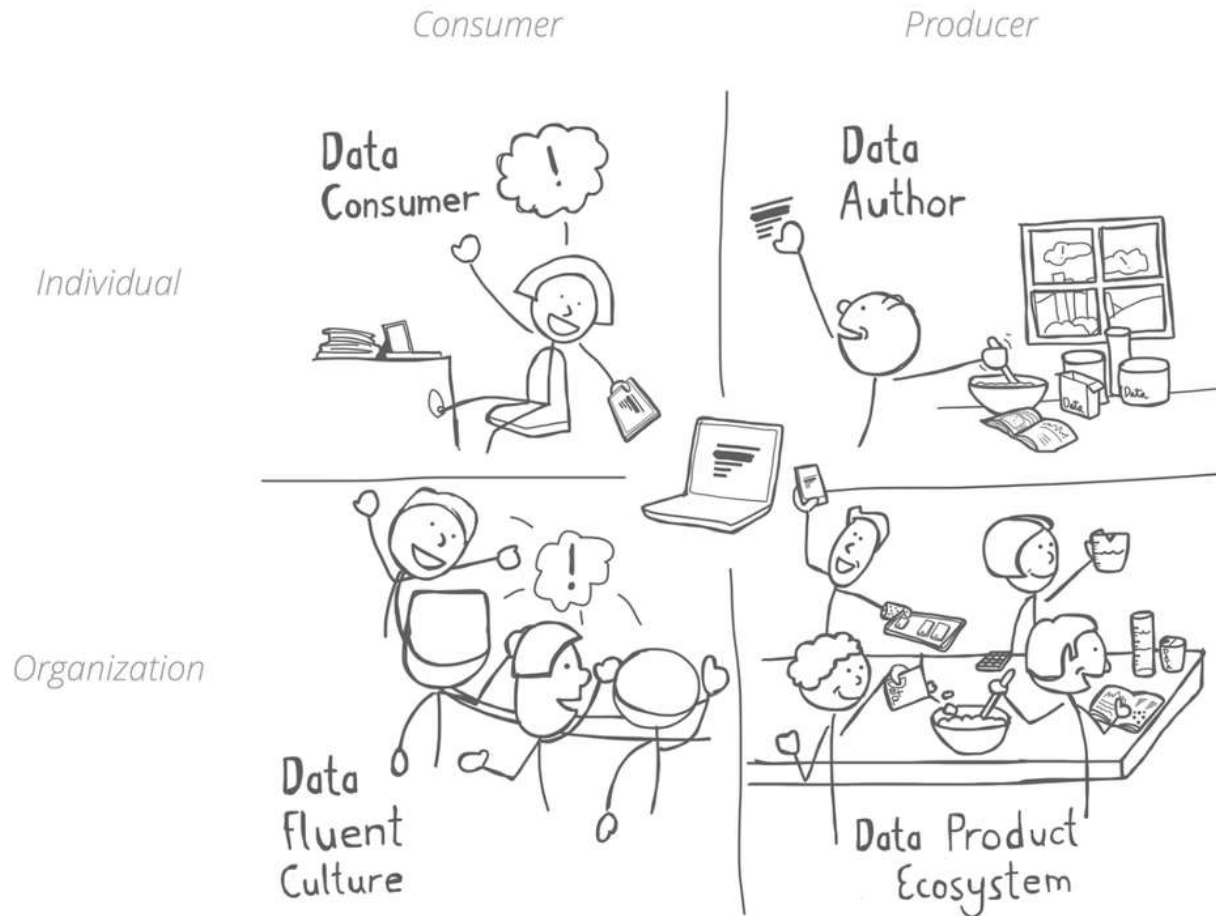 Consumer
Producer
Data
Consumer
!
Data
Author
Individual
Data
Data
!
Organization
Data
Fluent
Culture
Data Product
Ecosystem